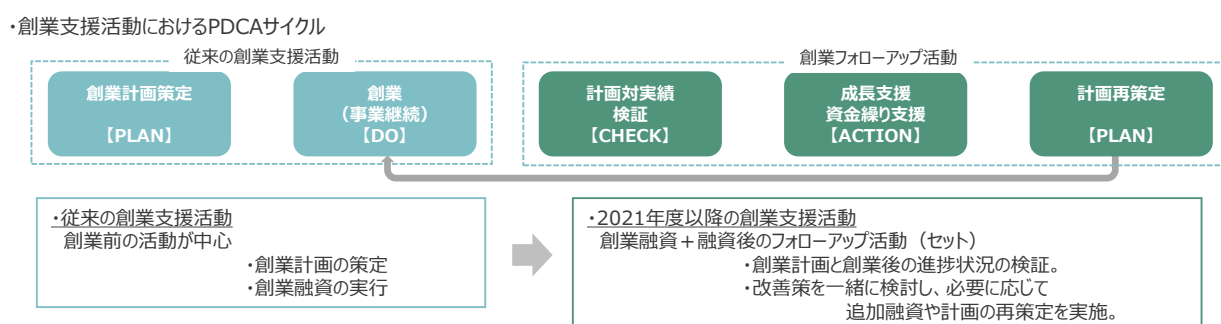 ・創業支援活動におけるPDCAサイクル
従来の創業支援活動
創業フォローアップ活動
創業計画策定
【PLAN】
創業
（事業継続）
【DO】
計画対実績
検証
【CHECK】
成長支援
資金繰り支援
【ACTION】
計画再策定
【PLAN】
・従来の創業支援活動
創業前の活動が中心
・創業計画の策定
・創業融資の実行
・2021年度以降の創業支援活動
創業融資＋融資後のフォローアップ活動（セット）
・創業計画と創業後の進捗状況の検証。
・改善策を一緒に検討し、必要に応じて
追加融資や計画の再策定を実施。